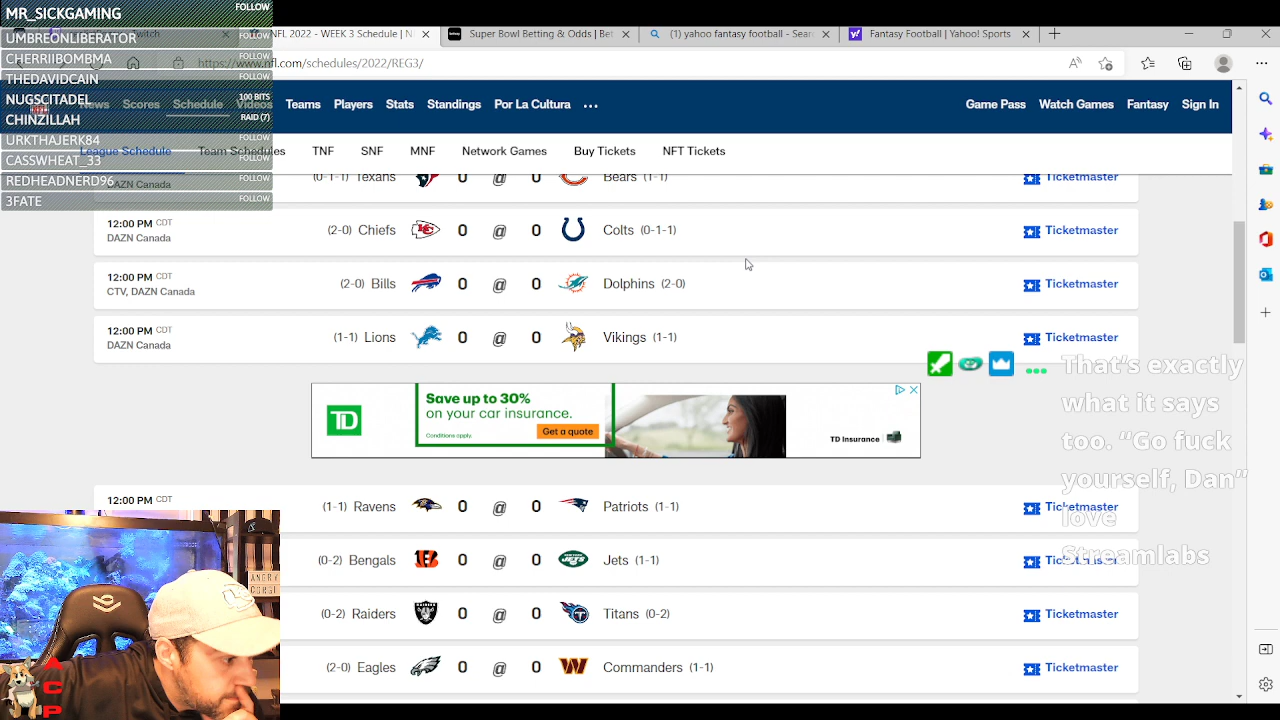 MR_SICKGAMING FOLLOW
UMBREONLIBERATOR FOLLOW
CHERRIIBOMBMA FOLLOW
THEDAVIDCAIN FOLLOW
NUGSCITADEL 100 BITS
CHINZILLAH RAID (7)
URKTHAJERK84 FOLLOW
CASSWHEAT_33 FOLLOW
REDHEADNERD96 FOLLOW
3FATE FOLLOW
NFL 2022 - WEEK 3 Schedule | N
Super Smart Betting & Odds | Bet
(1) yahoo fantasy football - Sear
Fantasy Football | Yahoo! Sports
https://www.nfl.com/schedules/2022/REG3/
News Scores Schedule Videos Teams Players Stats Standings Por La Cultura ...
Game Pass Watch Games Fantasy Sign In
League Schedule Team Schedules TNF SNF MNF Network Games Buy Tickets NFT Tickets
DAZN Canada
(0-1-1) Texans 0 @ 0 Bears (1-1) Ticketmaster
12:00 PM CDT
DAZN Canada
(2-0) Chiefs 0 @ 0 Colts (0-1-1) Ticketmaster
12:00 PM CDT
CTV, DAZN Canada
(2-0) Bills 0 @ 0 Dolphins (2-0) Ticketmaster
12:00 PM CDT
DAZN Canada
(1-1) Lions 0 @ 0 Vikings (1-1) Ticketmaster
That's exactly
what it says
too. "Go fuck
yourself, Dan"
love
Streamlabs
TD
Save up to 30%
on your car insurance.
Conditions apply.
Get a quote
TD Insurance
12:00 PM CDT
(1-1) Ravens 0 @ 0 Patriots (1-1) Ticketmaster
(0-2) Bengals 0 @ 0 Jets (1-1)
(0-2) Raiders 0 @ 0 Titans (0-2) Ticketmaster
(2-0) Eagles 0 @ 0 Commanders (1-1) Ticketmaster
ANGRY
CORGI
A
C
P